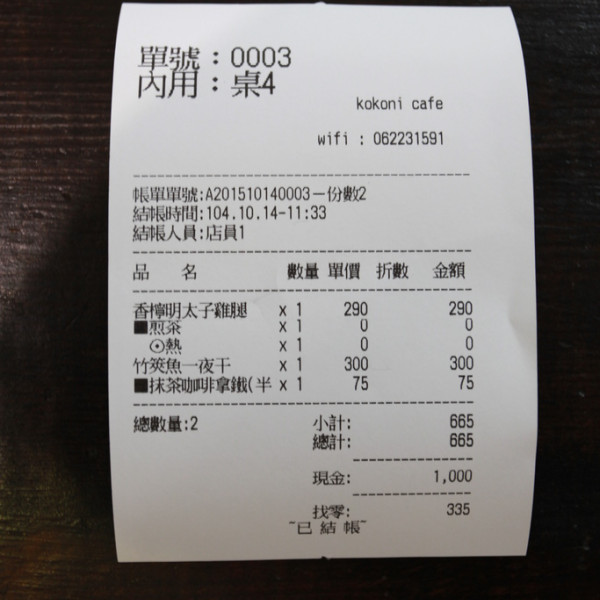 單號：0003
內用：桌4
kokoni cafe
wifi : 062231591
帳單單號:A201510140003－份數2
結帳時間:104.10.14-11:33
結帳人員:店員1
品 名 數量 單價 折數 金額
香檸明太子雞腿 x 1 290 290
■煎茶 x 1 0 0
⊙熱 x 1 0 0
竹筴魚一夜干 x 1 300 300
■抹茶咖啡拿鐵(半 x 1 75 75
總數量:2 小計: 665
總計: 665
現金: 1,000
找零: 335
~已 結 帳~